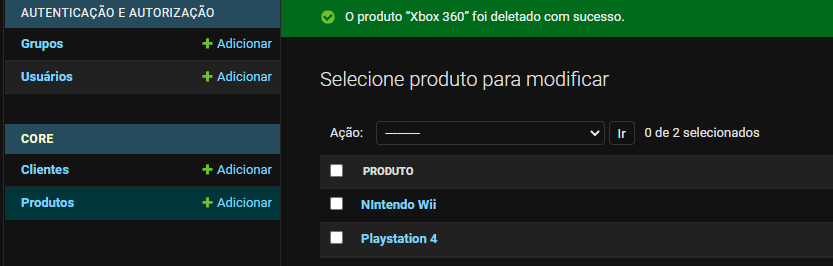 AUTENTICAÇÃO E AUTORIZAÇÃO
Grupos + Adicionar
Usuários + Adicionar
CORE
Clientes + Adicionar
Produtos + Adicionar
O produto “Xbox 360” foi deletado com sucesso.
Selecione produto para modificar
Ação: --------- Ir 0 de 2 selecionados
PRODUTO
NIntendo Wii
Playstation 4